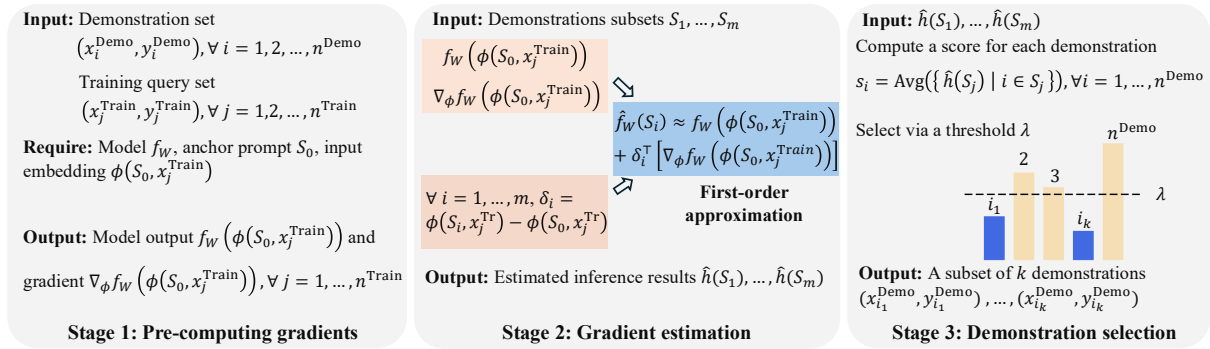 Input: Demonstration set
(x_i^Demo, y_i^Demo), ∀ i = 1,2, …, n^Demo
Training query set
(x_j^Train, y_j^Train), ∀ j = 1,2, …, n^Train
Require: Model f_W, anchor prompt S_0, input
embedding ϕ(S_0, x_j^Train)
Output: Model output f_W(ϕ(S_0, x_j^Train)) and
gradient ∇_ϕ f_W(ϕ(S_0, x_j^Train)), ∀ j = 1, …, n^Train
Stage 1: Pre-computing gradients
Input: Demonstrations subsets S_1, …, S_m
f_W(ϕ(S_0, x_j^Train))
∇_ϕ f_W(ϕ(S_0, x_j^Train))
f̂_W(S_i) ≈ f_W(ϕ(S_0, x_j^Train))
+ δ_i^⊤ [∇_ϕ f_W(ϕ(S_0, x_j^Train))]
First-order
approximation
∀ i = 1, …, m, δ_i =
ϕ(S_i, x_j^Tr) − ϕ(S_0, x_j^Tr)
Output: Estimated inference results ĥ(S_1), …, ĥ(S_m)
Stage 2: Gradient estimation
Input: ĥ(S_1), …, ĥ(S_m)
Compute a score for each demonstration
s_i = Avg({ ĥ(S_j) | i ∈ S_j}), ∀i = 1, …, n^Demo
Select via a threshold λ
n^Demo
2
3
λ
i_1
i_k
Output: A subset of k demonstrations
(x_{i_1}^Demo, y_{i_1}^Demo) , …, (x_{i_k}^Demo, y_{i_k}^Demo)
Stage 3: Demonstration selection